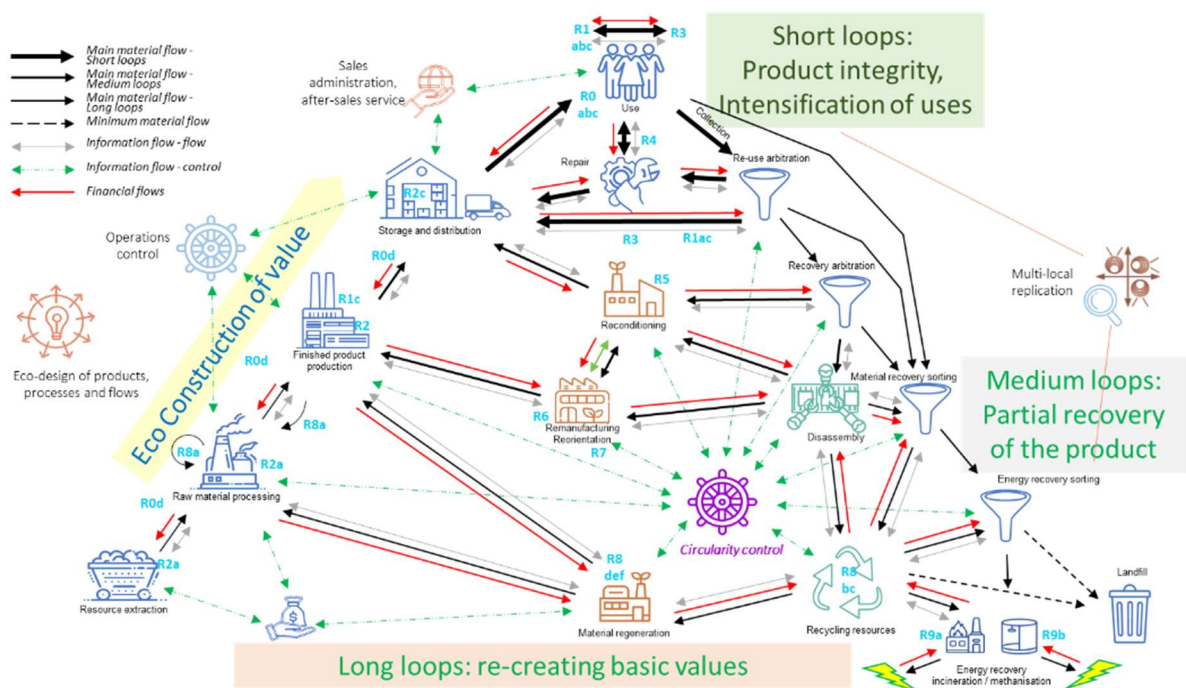 Main material flow -
Short loops
Main material flow -
Medium loops
Main material flow -
Long loops
Minimum material flow
Information flow - flow
Information flow - control
Financial flows
R1
abc
R3
Short loops:
Product integrity,
Intensification of uses
Sales
administration,
after-sales service
R0
abc
Use
Collection
R4
Repair
Re-use arbitration
R2c
Storage and distribution
R3
R1ac
Operations
control
Eco Construction of value
R0d
Recovery arbitration
Multi-local
replication
R5
Reconditioning
R1c
R2
Finished product
production
Eco-design of products,
processes and flows
R0d
Material recovery sorting
Medium loops:
Partial recovery
of the product
R6
Remanufacturing
Reorientation
R7
Disassembly
R8a
R8a
R2a
Raw material processing
Energy recovery sorting
R0d
Circularity control
R2a
Resource extraction
$
R8
def
Material regeneration
R8
bc
Recycling resources
Landfill
R9a
R9b
Energy recovery
incineration / methanisation
Long loops: re-creating basic values